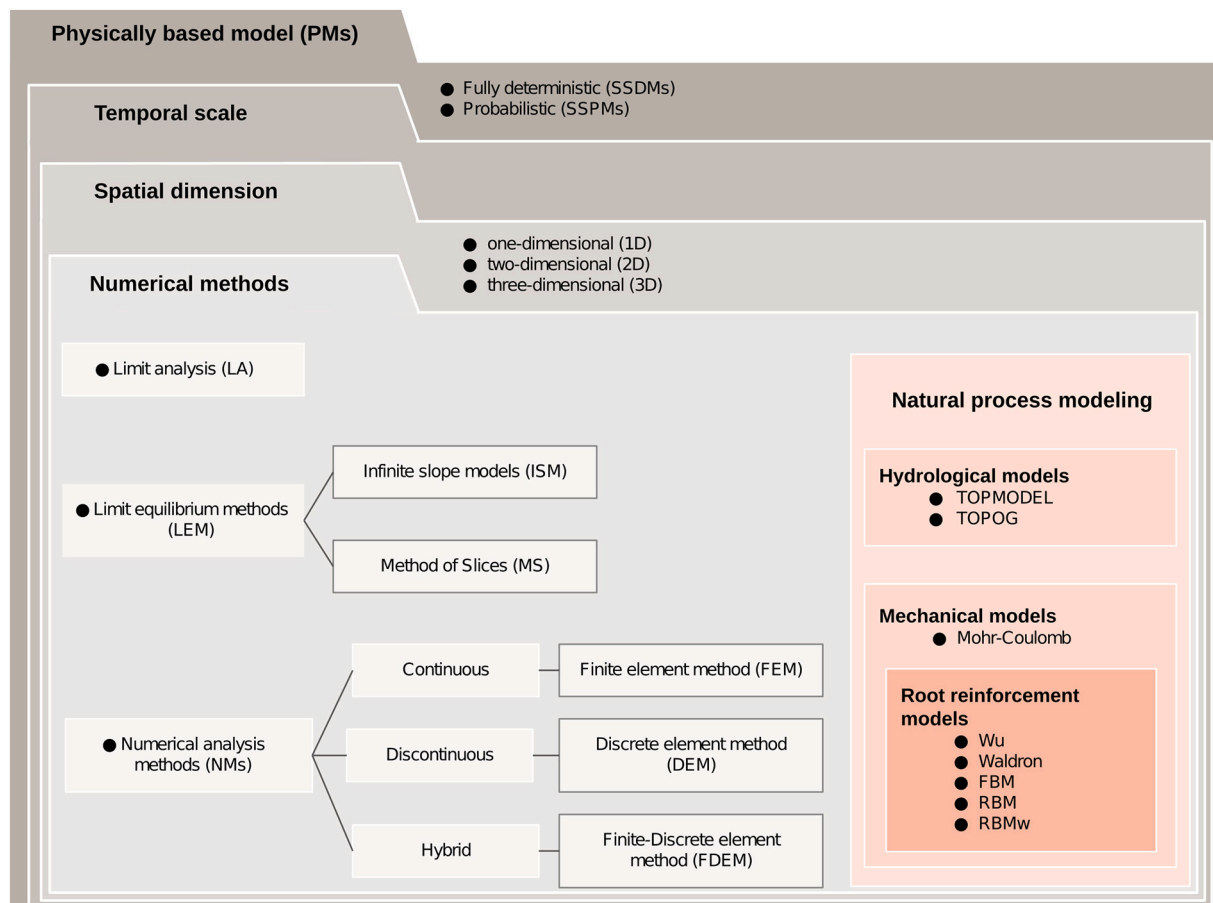 Physically based model (PMs)
● Fully deterministic (SSDMs)
● Probabilistic (SSPMs)
Temporal scale
Spatial dimension
● one-dimensional (1D)
● two-dimensional (2D)
● three-dimensional (3D)
Numerical methods
● Limit analysis (LA)
● Limit equilibrium methods
(LEM)
Infinite slope models (ISM)
Method of Slices (MS)
● Numerical analysis
methods (NMs)
Continuous
Finite element method (FEM)
Discontinuous
Discrete element method
(DEM)
Hybrid
Finite-Discrete element
method (FDEM)
Natural process modeling
Hydrological models
● TOPMODEL
● TOPOG
Mechanical models
● Mohr-Coulomb
Root reinforcement
models
● Wu
● Waldron
● FBM
● RBM
● RBMw